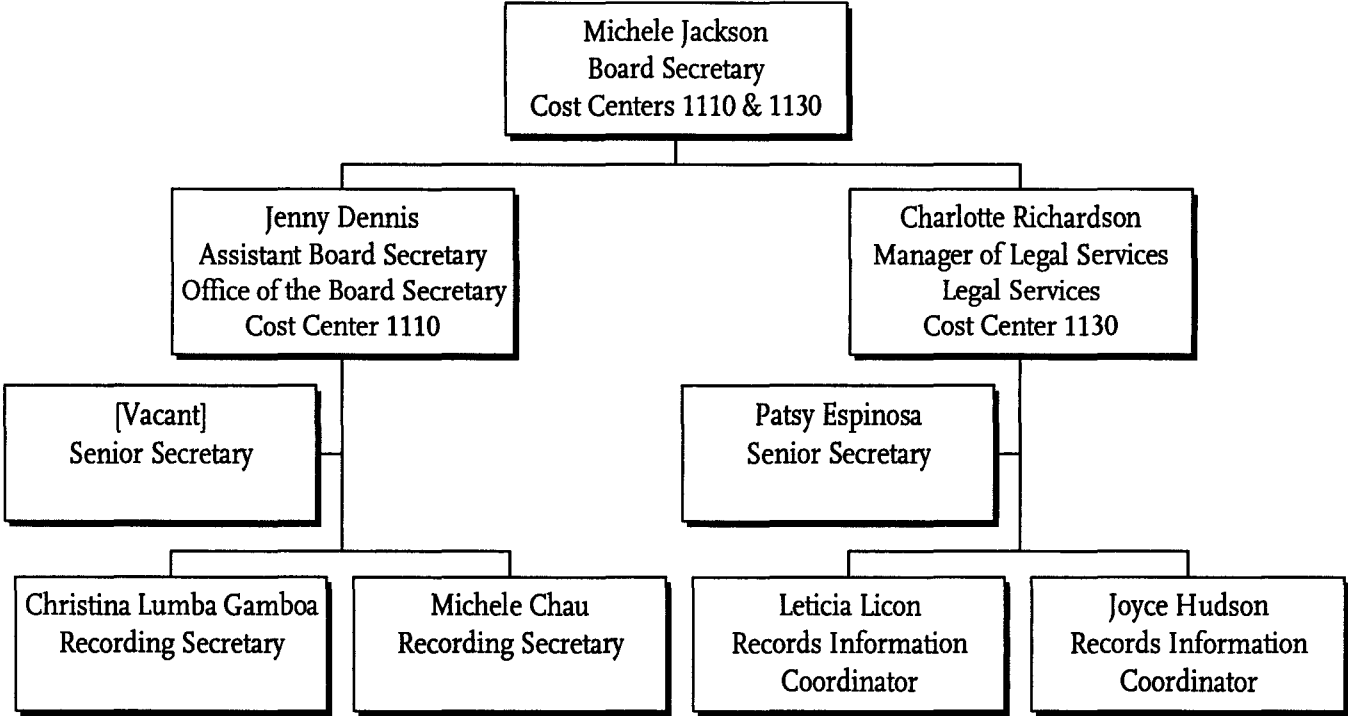 Michele Jackson
Board Secretary
Cost Centers 1110 & 1130
Jenny Dennis
Assistant Board Secretary
Office of the Board Secretary
Cost Center 1110
Charlotte Richardson
Manager of Legal Services
Legal Services
Cost Center 1130
[Vacant]
Senior Secretary
Patsy Espinosa
Senior Secretary
Christina Lumba Gamboa
Recording Secretary
Michele Chau
Recording Secretary
Leticia Licon
Records Information
Coordinator
Joyce Hudson
Records Information
Coordinator